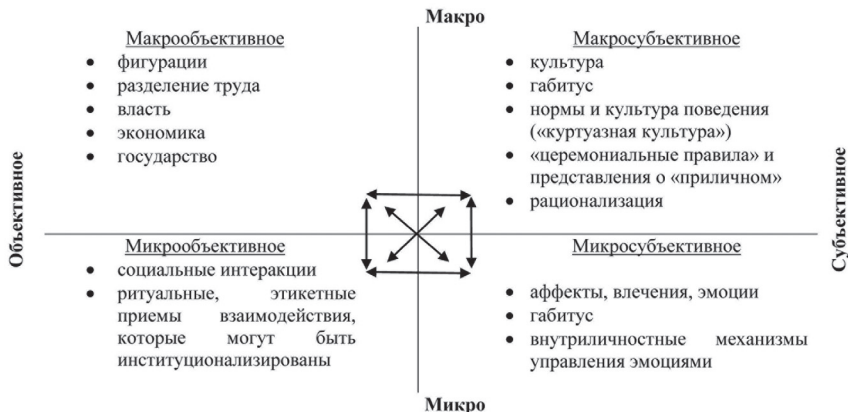 Макро
Макрообъективное
• фигурации
• разделение труда
• власть
• экономика
• государство
Макросубъективное
• культура
• габитус
• нормы и культура поведения
(«куртуазная культура»)
• «церемониальные правила» и
представления о «приличном»
• рационализация
Объективное
Субъективное
Микрообъективное
• социальные интеракции
• ритуальные, этикетные
приемы взаимодействия,
которые могут быть
институционализированы
Микросубъективное
• аффекты, влечения, эмоции
• габитус
• внутриличностные механизмы
управления эмоциями
Микро